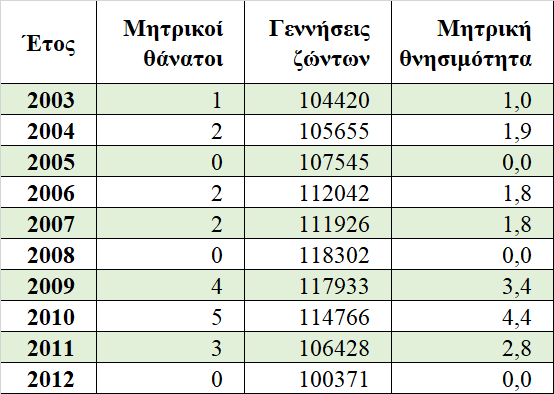 Έτος Μητρικοί θάνατοι Γεννήσεις ζώντων Μητρική θνησιμότητα
2003 1 104420 1,0
2004 2 105655 1,9
2005 0 107545 0,0
2006 2 112042 1,8
2007 2 111926 1,8
2008 0 118302 0,0
2009 4 117933 3,4
2010 5 114766 4,4
2011 3 106428 2,8
2012 0 100371 0,0